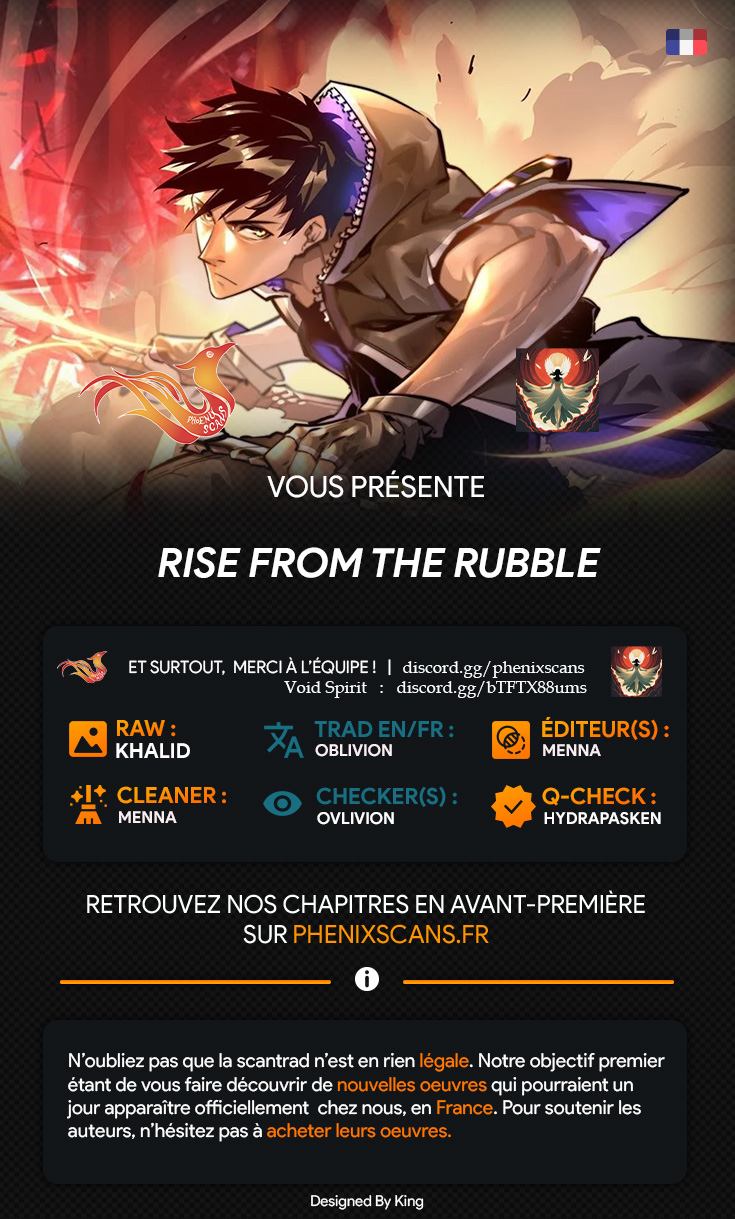 PHOENIX
SCANS
VOUS PRÉSENTE
RISE FROM THE RUBBLE
ET SURTOUT, MERCI À L'ÉQUIPE ! | discord.gg/phenixscans
Void Spirit : discord.gg/bTFTX88ums
RAW :
KHALID
TRAD EN/FR :
OBLIVION
ÉDITEUR(S) :
MENNA
CLEANER :
MENNA
CHECKER(S) :
OVLIVION
Q-CHECK :
HYDRAPASKEN
RETROUVEZ NOS CHAPITRES EN AVANT-PREMIÈRE
SUR PHENIXSCANS.FR
N'oubliez pas que la scantrad n'est en rien légale. Notre objectif premier
étant de vous faire découvrir de nouvelles oeuvres qui pourraient un
jour apparaître officiellement chez nous, en France. Pour soutenir les
auteurs, n'hésitez pas à acheter leurs oeuvres.
Designed By King